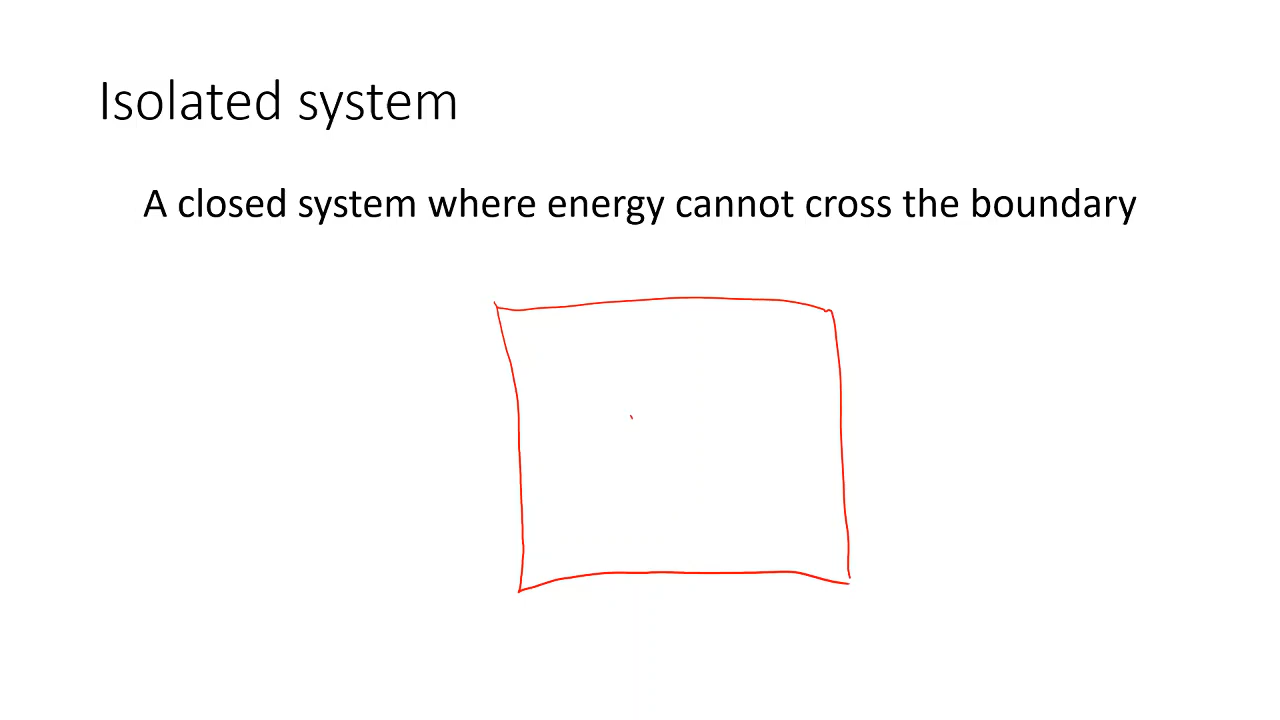 Isolated system
A closed system where energy cannot cross the boundary